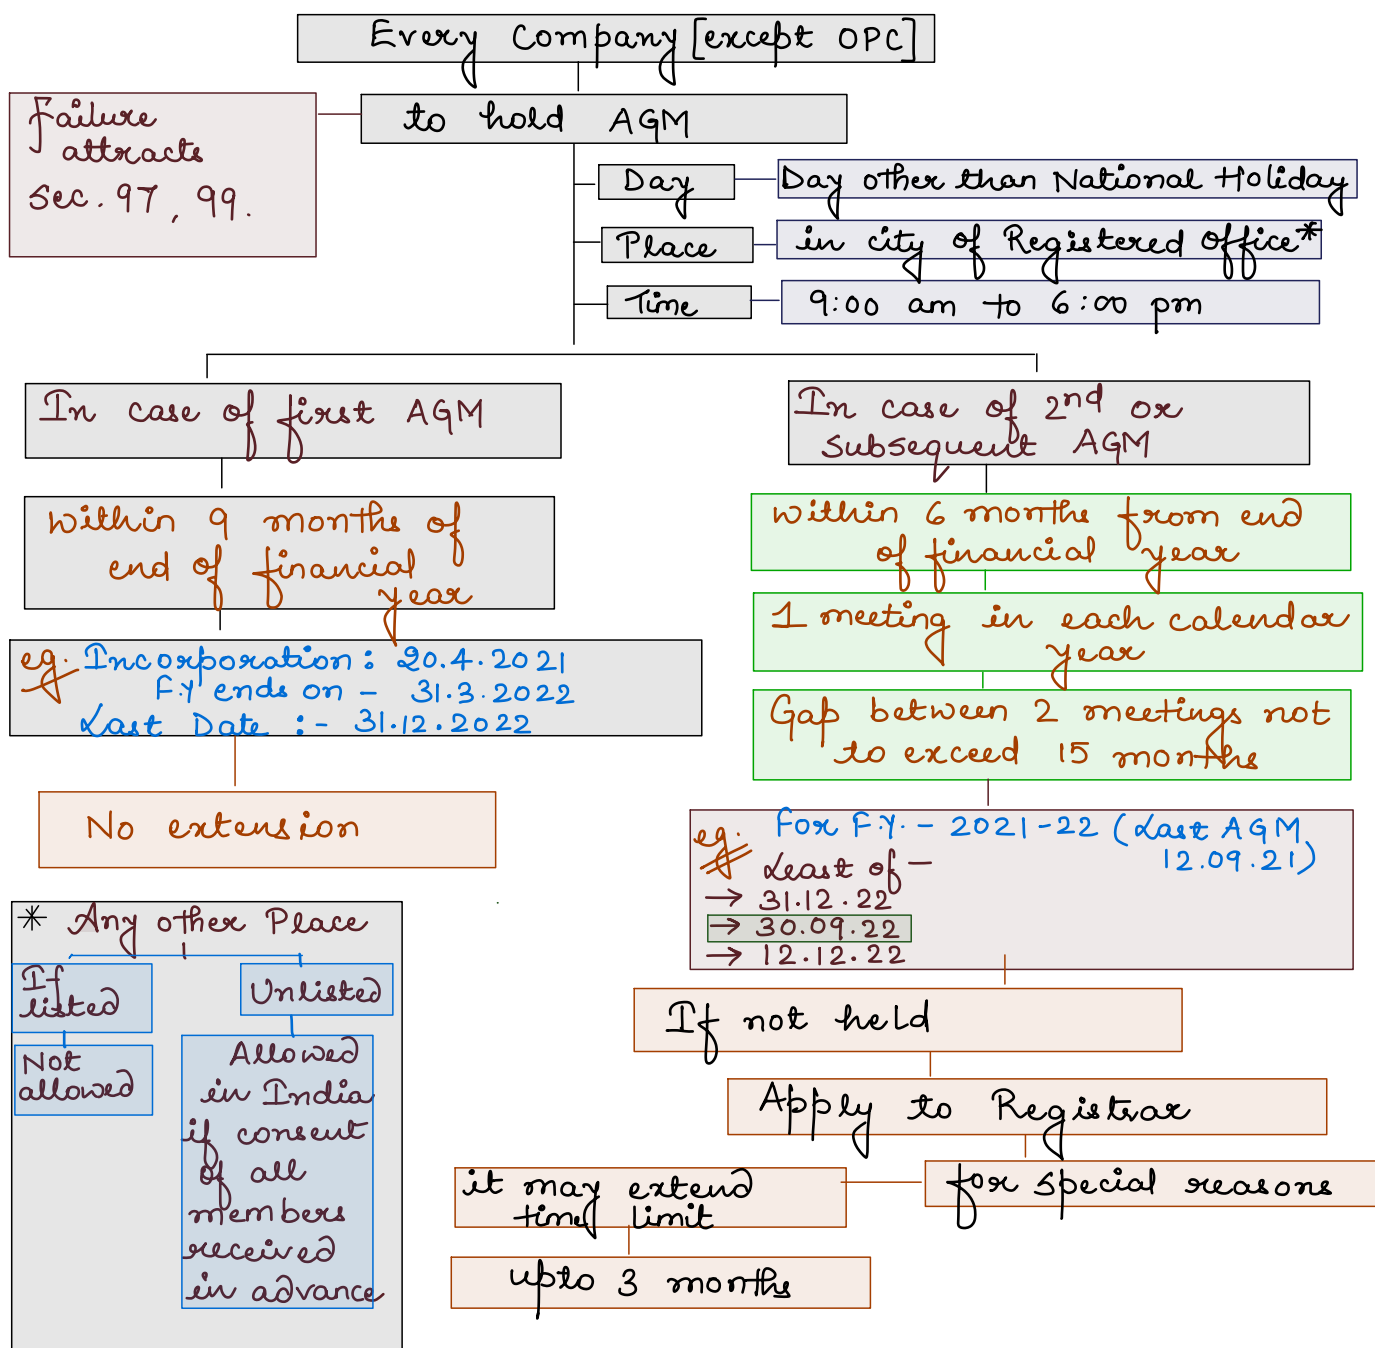 Every Company [except OPC]
to hold AGM
Failure
attracts
Sec. 97, 99.
Day
Day other than National Holiday
Place
in city of Registered Office*
Time
9:00 am to 6:00 pm
In case of first AGM
within 9 months of
end of financial
year
eg. Incorporation: 20.4.2021
F.Y ends on - 31.3.2022
Last Date :- 31.12.2022
No extension
In case of 2nd or
subsequent AGM
within 6 months from end
of financial year
1 meeting in each calendar
year
Gap between 2 meetings not
to exceed 15 months
eg. For F.Y. - 2021-22 (Last AGM
12.09.21)
Least of -
→ 31.12.22
→ 30.09.22
→ 12.12.22
If not held
Apply to Registrar
for special reasons
it may extend
time limit
upto 3 months
* Any other Place
If
listed
Not
allowed
Unlisted
Allowed
in India
if consent
of all
members
received
in advance